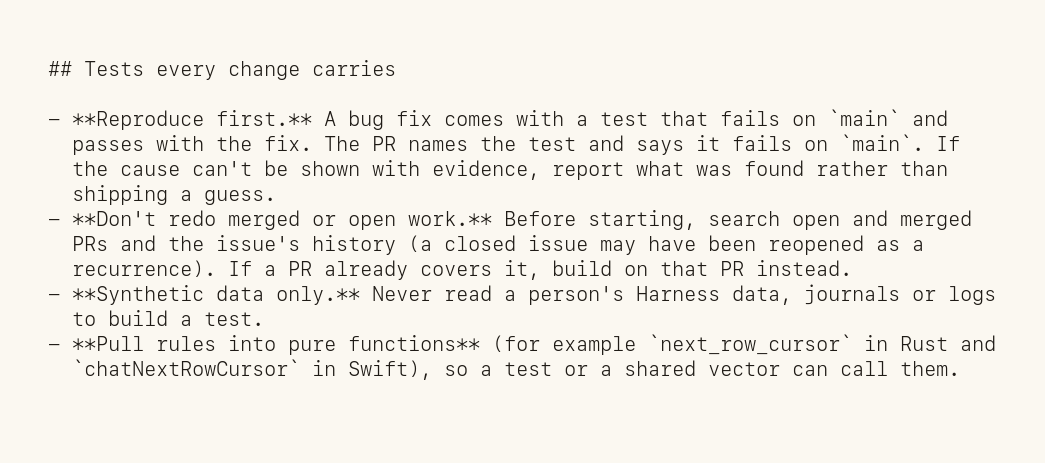 ## Tests every change carries

– **Reproduce first.** A bug fix comes with a test that fails on `main` and
passes with the fix. The PR names the test and says it fails on `main`. If
the cause can't be shown with evidence, report what was found rather than
shipping a guess.
– **Don't redo merged or open work.** Before starting, search open and merged
PRs and the issue's history (a closed issue may have been reopened as a
recurrence). If a PR already covers it, build on that PR instead.
– **Synthetic data only.** Never read a person's Harness data, journals or logs
to build a test.
– **Pull rules into pure functions** (for example `next_row_cursor` in Rust and
`chatNextRowCursor` in Swift), so a test or a shared vector can call them.